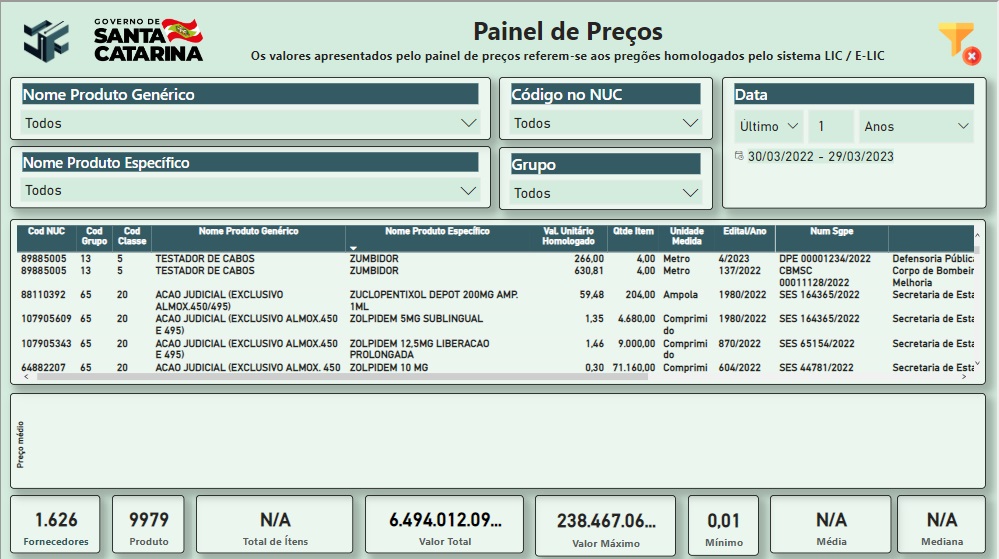 GOVERNO DE
SANTA
CATARINA
Painel de Preços
Os valores apresentados pelo painel de preços referem-se aos pregões homologados pelo sistema LIC / E-LIC
Nome Produto Genérico
Todos
Código no NUC
Todos
Data
Último 1 Anos
30/03/2022 - 29/03/2023
Nome Produto Específico
Todos
Grupo
Todos
Cod NUC Cod Grupo Cod Classe Nome Produto Genérico Nome Produto Específico Val. Unitário Homologado Qtde Item Unidade Medida Edital/Ano Num Sgpe
89885005 13 5 TESTADOR DE CABOS ZUMBIDOR 266,00 4,00 Metro 4/2023 DPE 00001234/2022 Defensoria Públic
89885005 13 5 TESTADOR DE CABOS ZUMBIDOR 630,81 4,00 Metro 137/2022 CBMSC Corpo de Bombeir
00011128/2022 Melhoria
88110392 65 20 ACAO JUDICIAL (EXCLUSIVO ZUCLOPENTIXOL DEPOT 200MG AMP. 59,48 204,00 Ampola 1980/2022 SES 164365/2022 Secretaria de Esta
ALMOX.450/495) 1ML
107905609 65 20 ACAO JUDICIAL (EXCLUSIVO ALMOX.450 ZOLPIDEM 5MG SUBLINGUAL 1,35 4.680,00 Comprimi 1980/2022 SES 164365/2022 Secretaria de Esta
E 495) do
107905343 65 20 ACAO JUDICIAL (EXCLUSIVO ALMOX.450 ZOLPIDEM 12,5MG LIBERACAO 1,46 9.000,00 Comprimi 870/2022 SES 65154/2022 Secretaria de Esta
E 495) PROLONGADA do
64882207 65 20 ACAO JUDICIAL (EXCLUSIVO ALMOX. 450 ZOLPIDEM 10 MG 0,30 71.160,00 Comprimi 604/2022 SES 44781/2022 Secretaria de Esta
Preço médio
1.626
Fornecedores
9979
Produto
N/A
Total de Ítens
6.494.012.09...
Valor Total
238.467.06...
Valor Máximo
0,01
Mínimo
N/A
Média
N/A
Mediana